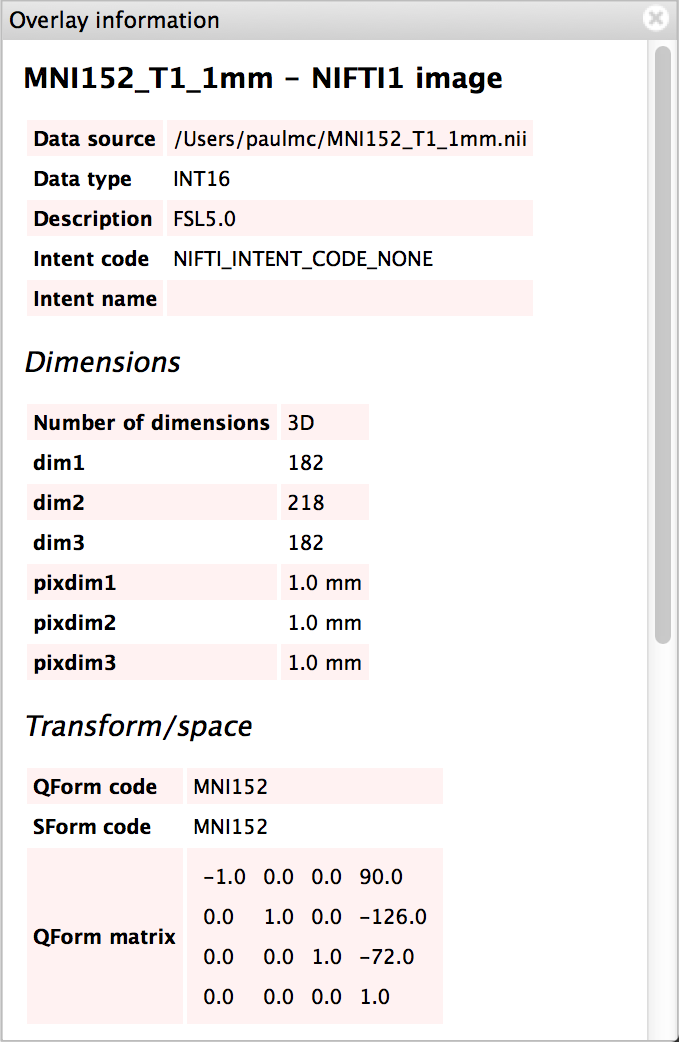 Overlay information
MNI152_T1_1mm – NIFTI1 image
Data source /Users/paulmc/MNI152_T1_1mm.nii
Data type INT16
Description FSL5.0
Intent code NIFTI_INTENT_CODE_NONE
Intent name
Dimensions
Number of dimensions 3D
dim1 182
dim2 218
dim3 182
pixdim1 1.0 mm
pixdim2 1.0 mm
pixdim3 1.0 mm
Transform/space
QForm code MNI152
SForm code MNI152
QForm matrix
−1.0 0.0 0.0 90.0
0.0 1.0 0.0 −126.0
0.0 0.0 1.0 −72.0
0.0 0.0 0.0 1.0